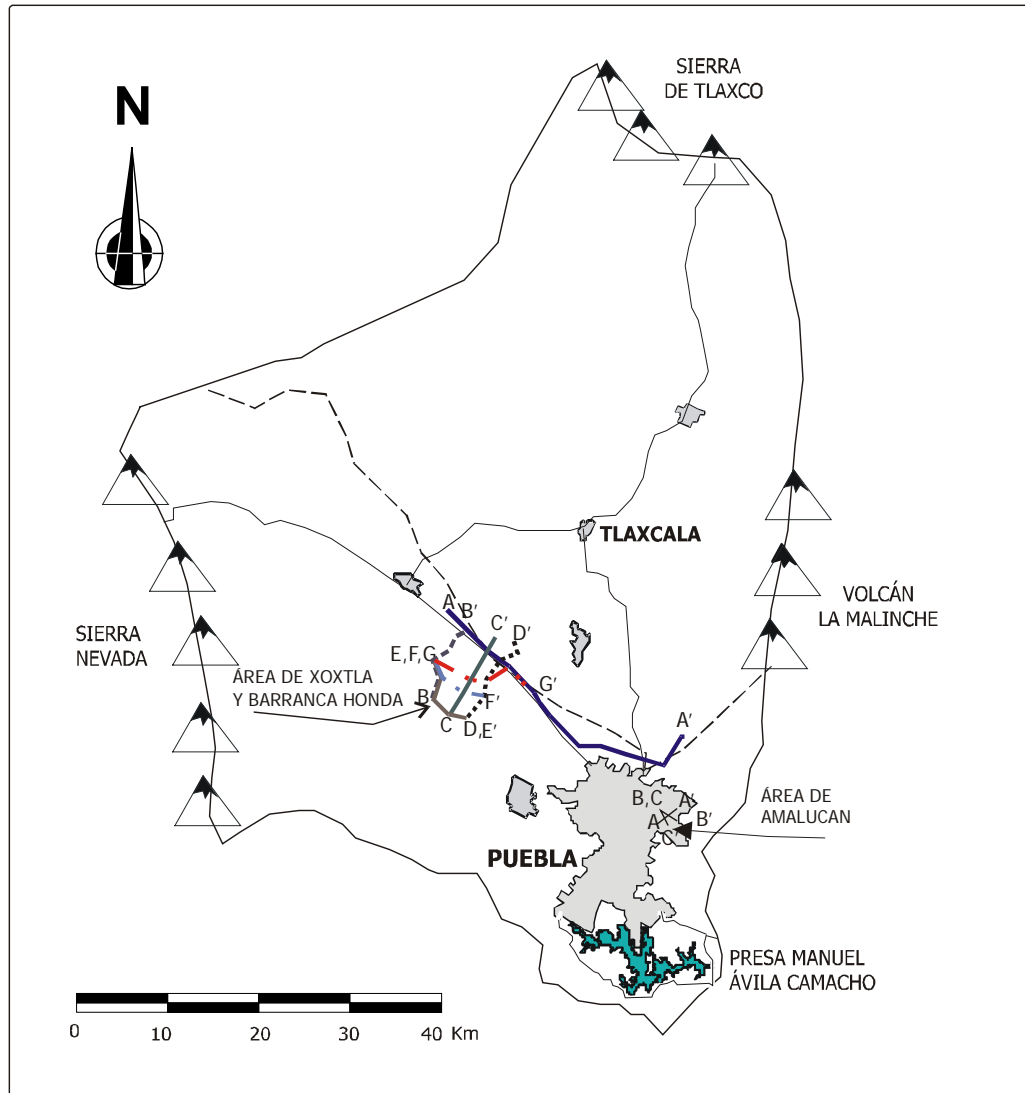 SIERRA
DE TLAXCO
N
TLAXCALA
VOLCÁN
LA MALINCHE
SIERRA
NEVADA
A
B'
C'
D'
E,F,G
ÁREA DE XOXTLA
Y BARRANCA HONDA
G'
B
F'
C
D,E'
A'
B,C
A'
A
B'
C'
ÁREA DE
AMALUCAN
PUEBLA
PRESA MANUEL
ÁVILA CAMACHO
0 10 20 30 40 Km